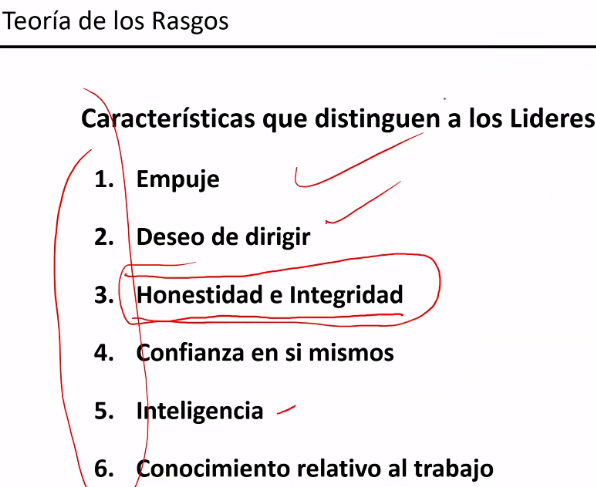 Teoría de los Rasgos
Características que distinguen a los Lideres
1. Empuje
2. Deseo de dirigir
3. Honestidad e Integridad
4. Confianza en si mismos
5. Inteligencia
6. Conocimiento relativo al trabajo